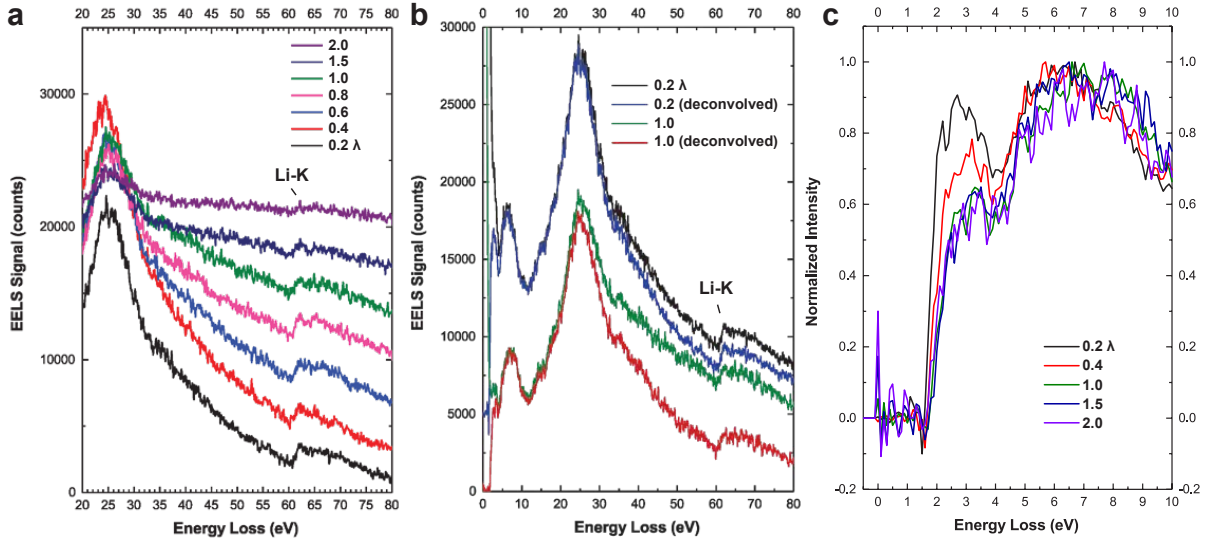 a
b
c
20 25 30 35 40 45 50 55 60 65 70 75 80
2.0
1.5
1.0
0.8
0.6
0.4
0.2 λ
Li-K
EELS Signal (counts)
30000
20000
10000
0
20 25 30 35 40 45 50 55 60 65 70 75 80
Energy Loss (eV)
0 10 20 30 40 50 60 70 80
0.2 λ
0.2 (deconvolved)
1.0
1.0 (deconvolved)
Li-K
EELS Signal (counts)
30000
25000
20000
15000
10000
5000
0
0 10 20 30 40 50 60 70 80
Energy Loss (eV)
0 1 2 3 4 5 6 7 8 9 10
Normalized Intensity
1.0 1.0
0.8 0.8
0.6 0.6
0.4 0.4
0.2 0.2
0.0 0.0
-0.2 -0.2
0.2 λ
0.4
1.0
1.5
2.0
0 1 2 3 4 5 6 7 8 9 10
Energy Loss (eV)